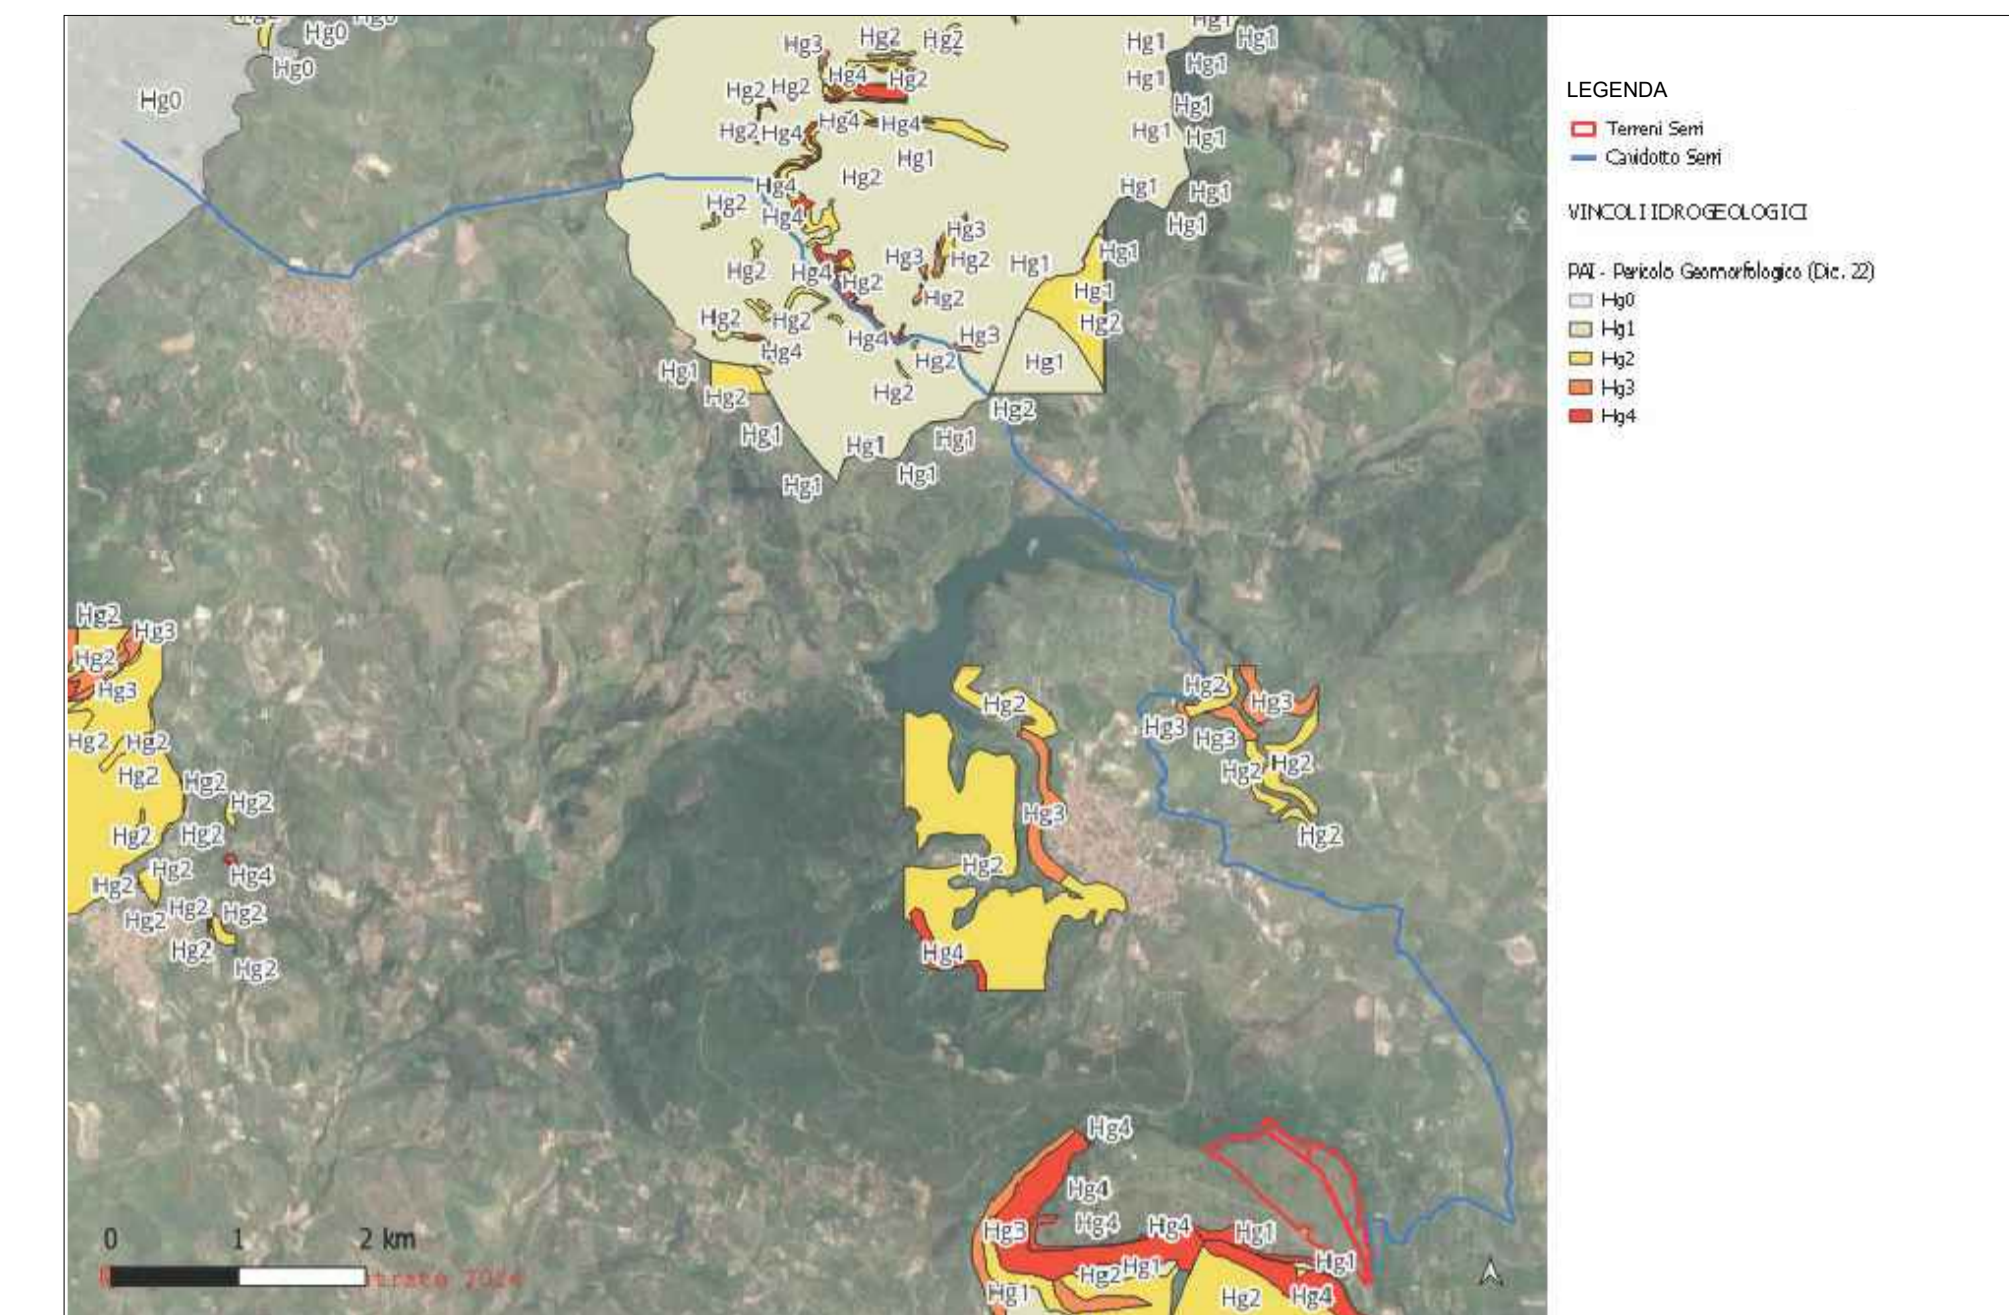 LEGENDA
Terreni Serri
Cavidotto Serri
VINCOLI IDROGEOLOGICI
PAI - Pericolo Geomorfologico (Dic. 22)
Hg0
Hg1
Hg2
Hg3
Hg4
Hg0
Hg0
Hg0
Hg1
Hg3 Hg2 Hg2
Hg1 Hg1
Hg1
Hg4 Hg2
Hg1
Hg2 Hg2
Hg1
Hg2 Hg4 Hg4 Hg4
Hg1 Hg1
Hg1
Hg2
Hg4
Hg1 Hg1
Hg2
Hg4
Hg1
Hg3
Hg1
Hg3 Hg2 Hg1
Hg2 Hg4 Hg2
Hg1
Hg2
Hg2 Hg2
Hg2
Hg4 Hg3
Hg4
Hg2 Hg1
Hg1
Hg2 Hg2
Hg2
Hg1 Hg1 Hg1
Hg1 Hg1
Hg2
Hg3
Hg2
Hg3
Hg2 Hg2
Hg2
Hg2
Hg2
Hg2 Hg2
Hg2
Hg4
Hg2
Hg2 Hg2 Hg2
Hg2
Hg2
Hg2
Hg2
Hg3
Hg3 Hg3
Hg2 Hg2
Hg2
Hg3
Hg2
Hg4
Hg4
Hg4
Hg3 Hg4 Hg4 Hg1
Hg2 Hg1 Hg1
Hg1 Hg2 Hg4
0 1 2 km